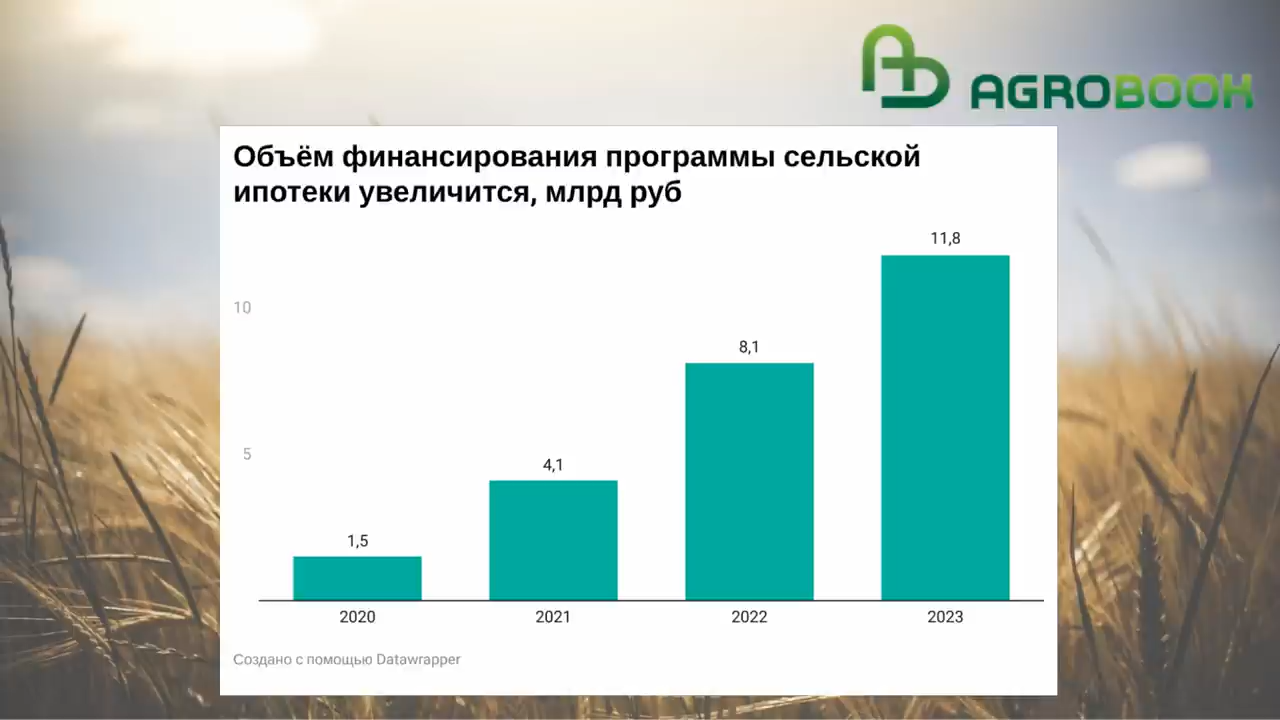 AGROBOOK
Объём финансирования программы сельской
ипотеки увеличится, млрд руб
11,8
10
8,1
5
4,1
1,5
2020 2021 2022 2023
Создано с помощью Datawrapper